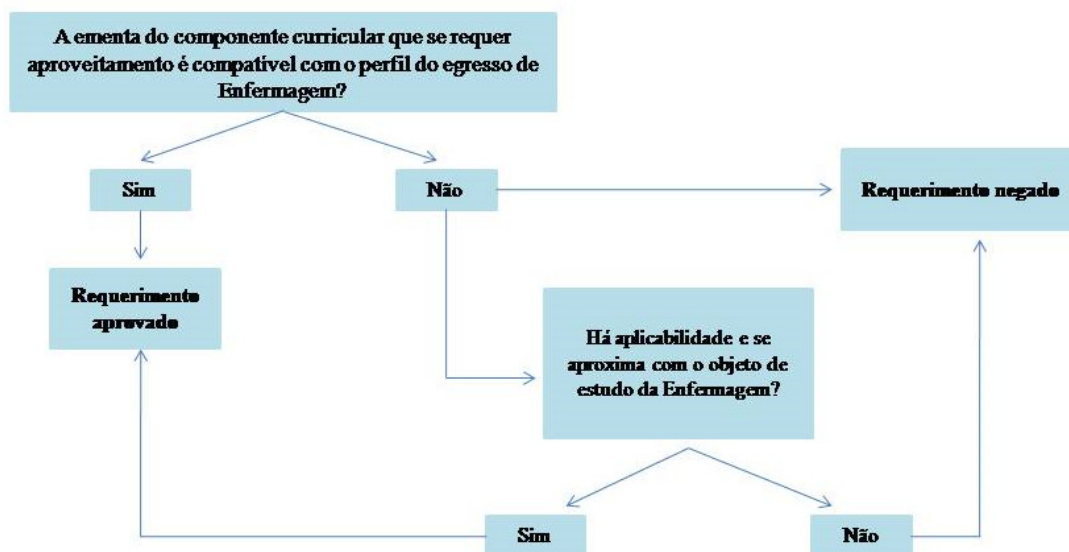 A ementa do componente curricular que se requer
aproveitamento é compatível com o perfil do egresso de
Enfermagem?
Sim
Não
Requerimento negado
Requerimento
aprovado
Há aplicabilidade e se
aproxima com o objeto de
estudo da Enfermagem?
Sim
Não